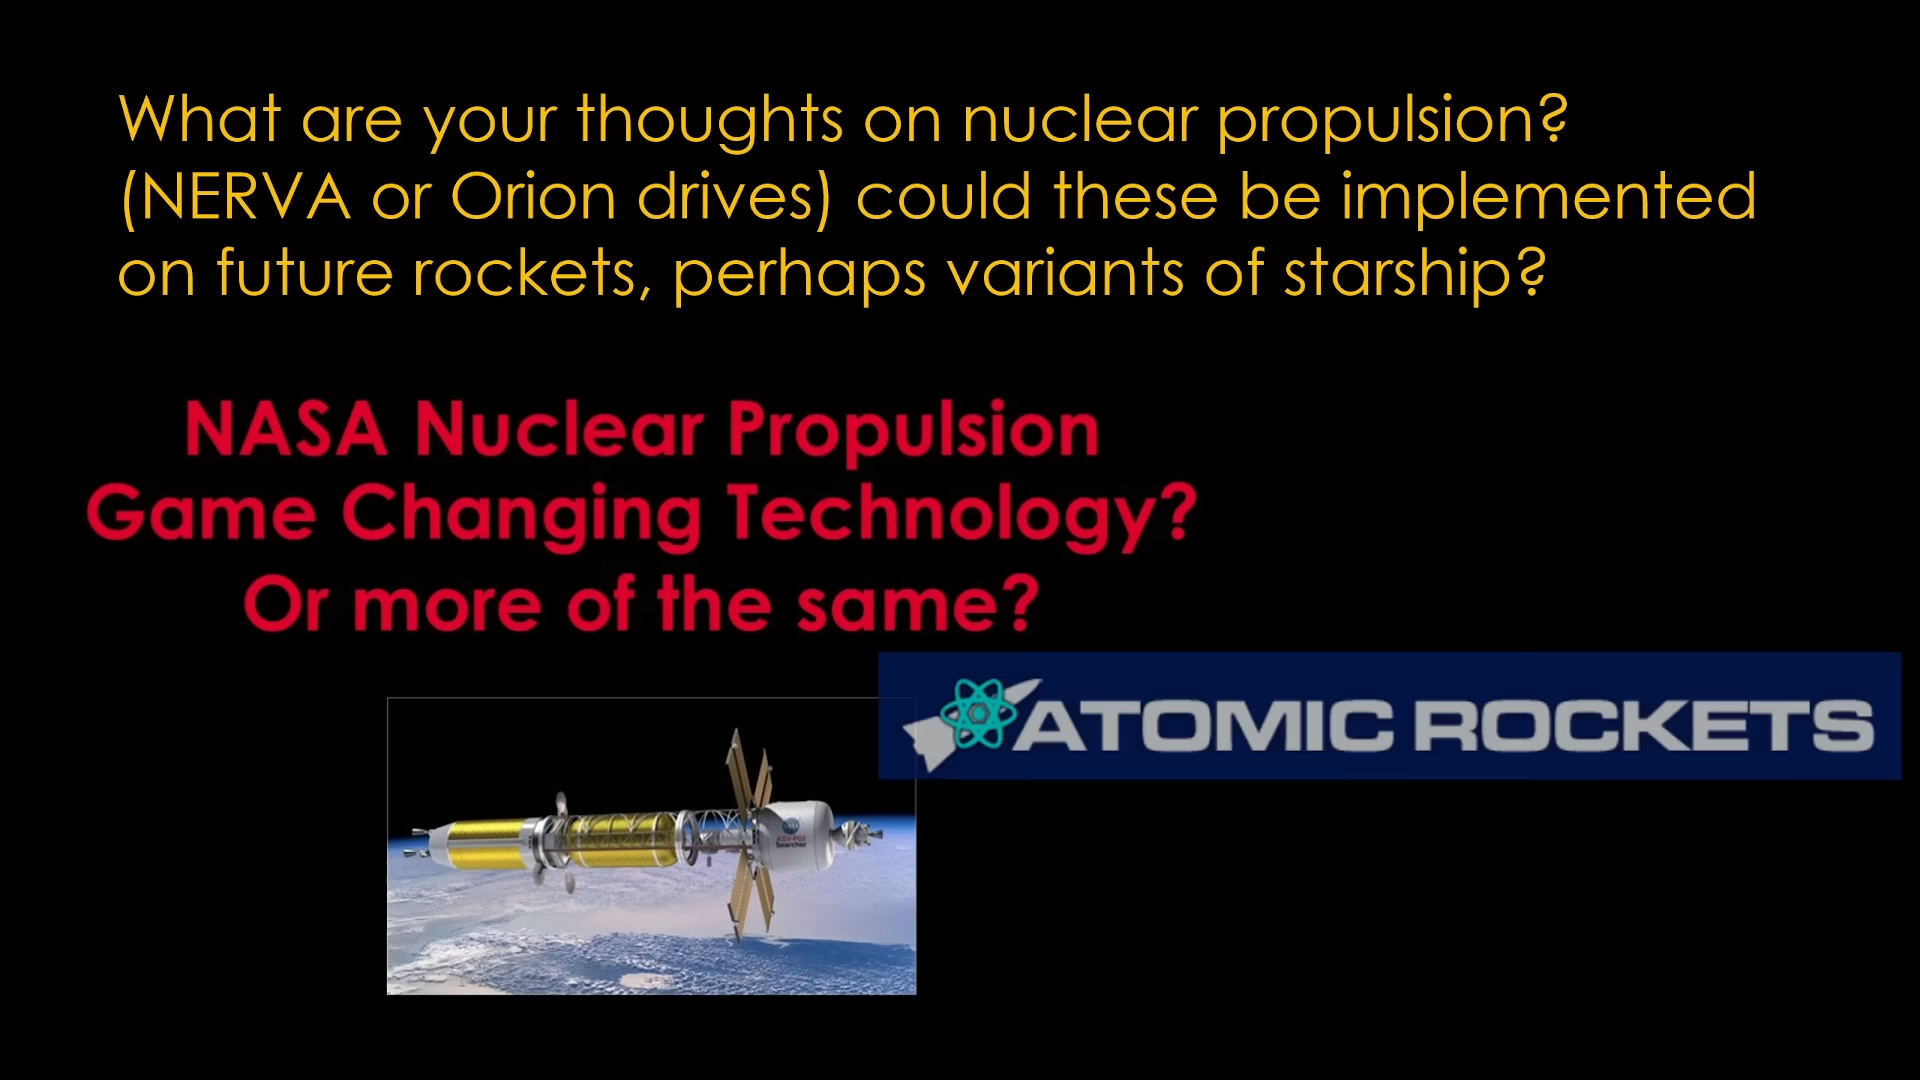 What are your thoughts on nuclear propulsion?
(NERVA or Orion drives) could these be implemented
on future rockets, perhaps variants of starship?
NASA Nuclear Propulsion
Game Changing Technology?
Or more of the same?
ATOMIC ROCKETS
Searcher